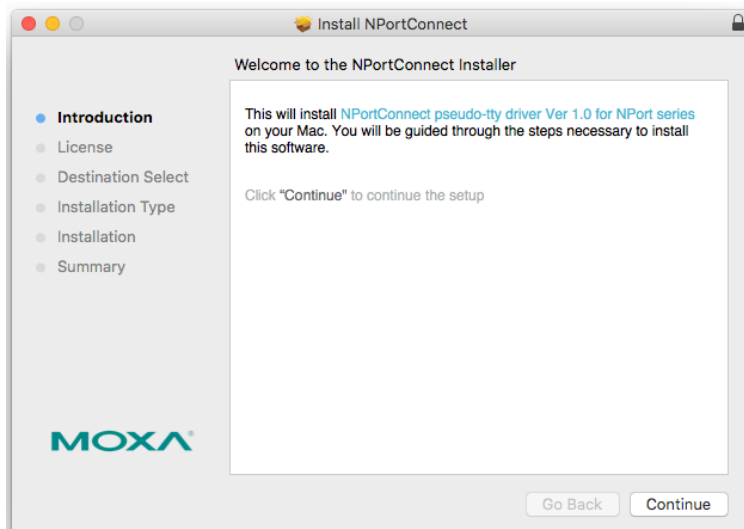 Install NPortConnect
Welcome to the NPortConnect Installer
Introduction
License
Destination Select
Installation Type
Installation
Summary
This will install NPortConnect pseudo-tty driver Ver 1.0 for NPort series
on your Mac. You will be guided through the steps necessary to install
this software.
Click "Continue" to continue the setup
MOXA®
Go Back
Continue